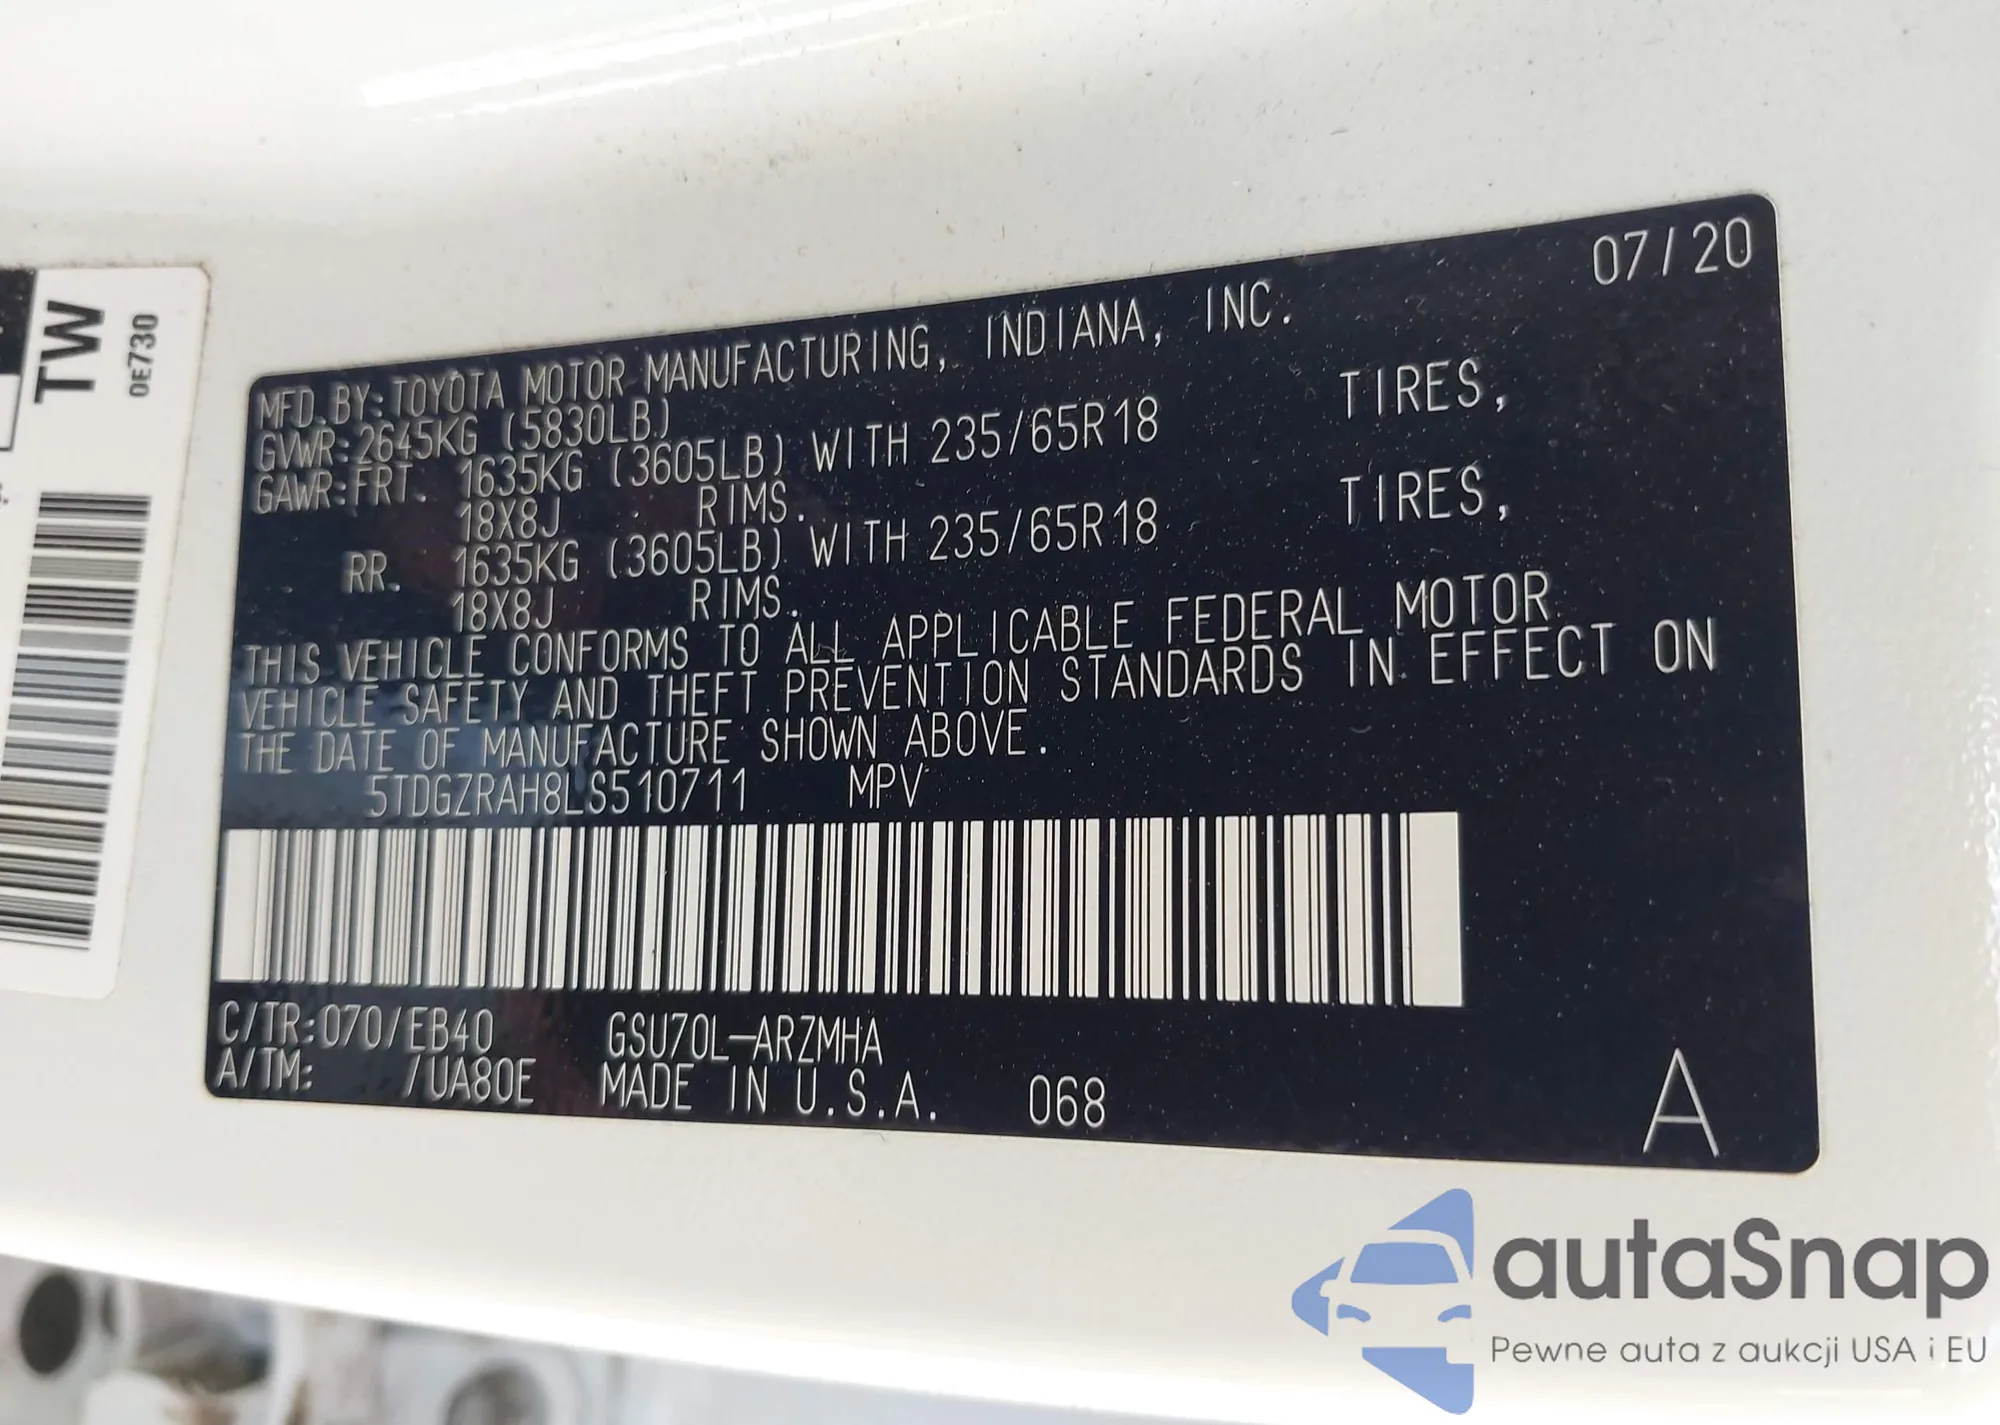 TW
0E730
07/20
MFD.BY:TOYOTA MOTOR MANUFACTURING, INDIANA, INC.
GVWR:2645KG (5830LB)
GAWR:FRT. 1635KG (3605LB) WITH 235/65R18 TIRES,
18X8J RIMS.
RR. 1635KG (3605LB) WITH 235/65R18 TIRES,
18X8J RIMS.
THIS VEHICLE CONFORMS TO ALL APPLICABLE FEDERAL MOTOR
VEHICLE SAFETY AND THEFT PREVENTION STANDARDS IN EFFECT ON
THE DATE OF MANUFACTURE SHOWN ABOVE.
5TDGZRAH8LS510711 MPV
C/TR:070/EB40 GSU70L-ARZMHA
A/TM: /UA80E MADE IN U.S.A. 068
A
autaSnap
Pewne auta z aukcji USA i EU